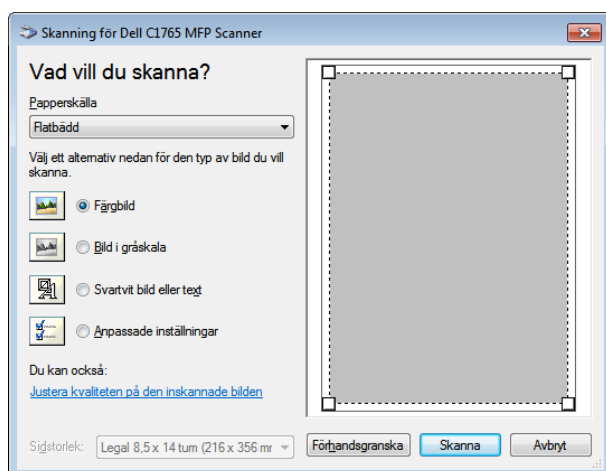 Skanning för Dell C1765 MFP Scanner
Vad vill du skanna?
Papperskälla
Flatbädd
Välj ett alternativ nedan för den typ av bild du vill
skanna.
Färgbild
Bild i gråskala
Svartvit bild eller text
Anpassade inställningar
Du kan också:
Justera kvaliteten på den inskannade bilden
Sidstorlek: Legal 8,5 x 14 tum (216 x 356 mr Förhandsgranska Skanna Avbryt